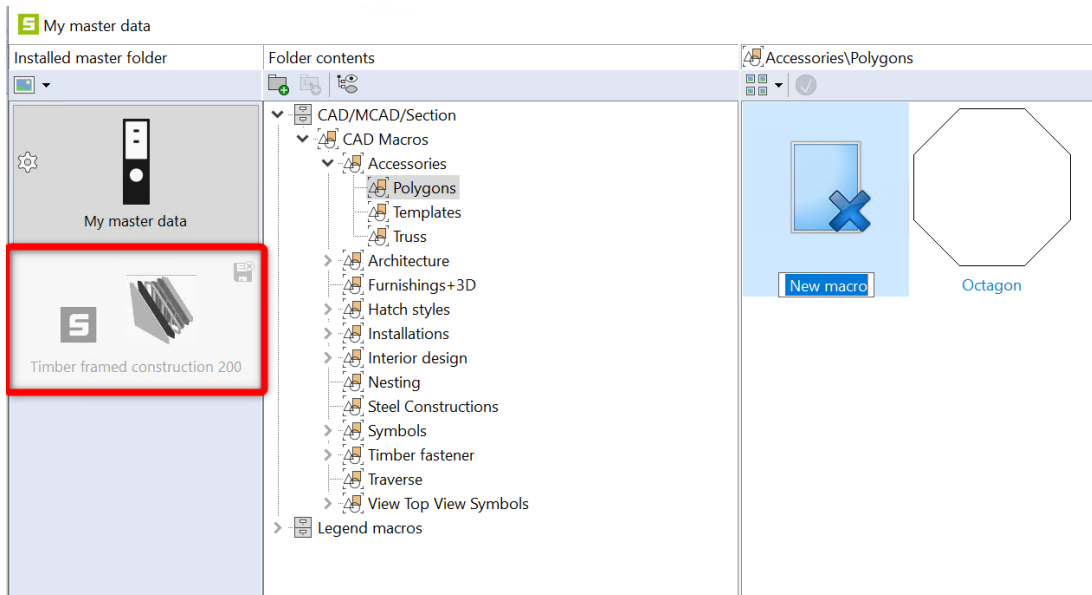 My master data
Installed master folder
Folder contents
Accessories\Polygons
My master data
Timber framed construction 200
CAD/MCAD/Section
CAD Macros
Accessories
Polygons
Templates
Truss
Architecture
Furnishings+3D
Hatch styles
Installations
Interior design
Nesting
Steel Constructions
Symbols
Timber fastener
Traverse
View Top View Symbols
Legend macros
New macro
Octagon